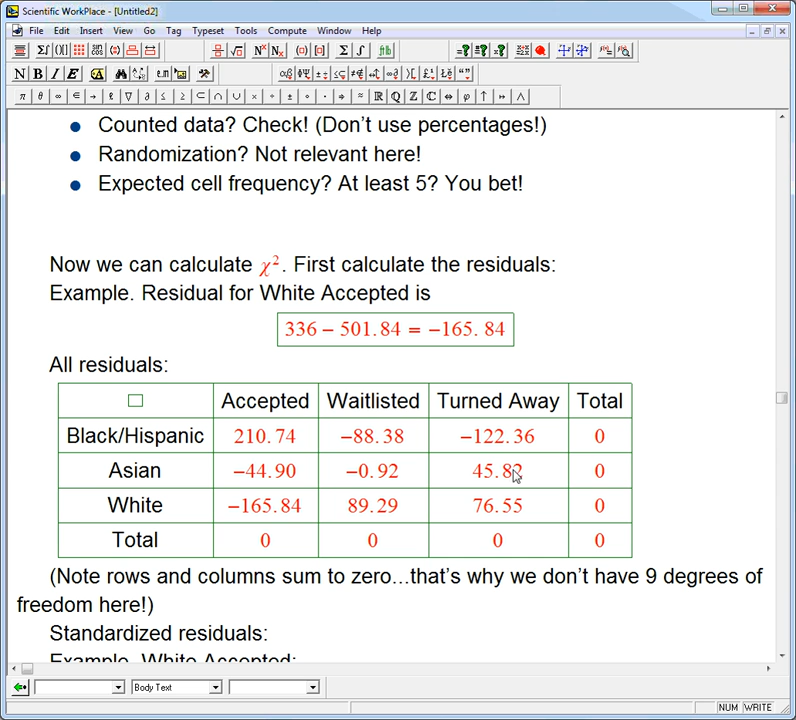 Scientific WorkPlace - [Untitled2]
File Edit Insert View Go Tag Typeset Tools Compute Window Help
• Counted data? Check! (Don't use percentages!)
• Randomization? Not relevant here!
• Expected cell frequency? At least 5? You bet!
Now we can calculate χ². First calculate the residuals:
Example. Residual for White Accepted is
336 − 501.84 = −165.84
All residuals:
Accepted Waitlisted Turned Away Total
Black/Hispanic 210.74 −88.38 −122.36 0
Asian −44.90 −0.92 45.82 0
White −165.84 89.29 76.55 0
Total 0 0 0 0
(Note rows and columns sum to zero...that's why we don't have 9 degrees of
freedom here!)
Standardized residuals:
Example. White Accepted:
Body Text
NUM WRITE